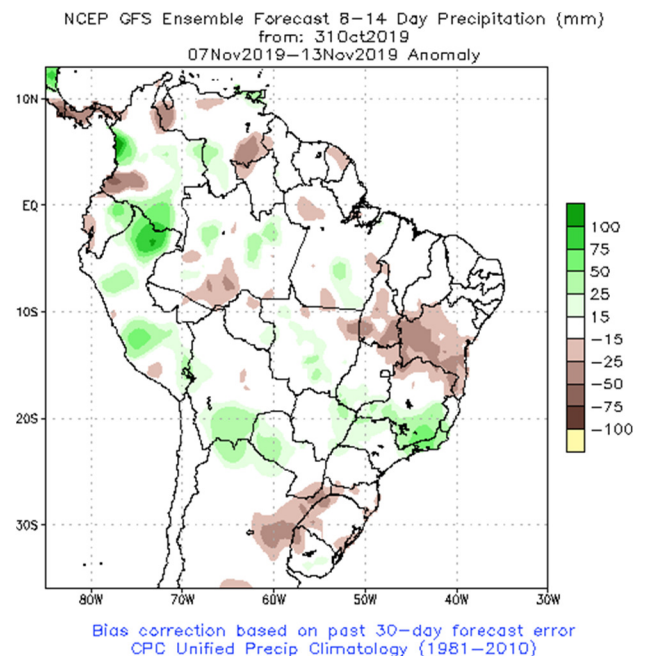 NCEP GFS Ensemble Forecast 8-14 Day Precipitation (mm)
from: 31Oct2019
07Nov2019-13Nov2019 Anomaly
10N
EQ
10S
20S
30S
80W 70W 60W 50W 40W 30W
100
75
50
25
15
-15
-25
-50
-75
-100
Bias correction based on past 30-day forecast error
CPC Unified Precip Climatology (1981-2010)